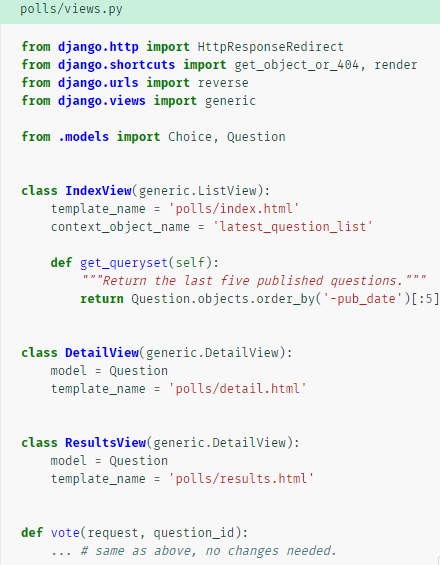 polls/views.py
from django.http import HttpResponseRedirect
from django.shortcuts import get_object_or_404, render
from django.urls import reverse
from django.views import generic
from .models import Choice, Question
class IndexView(generic.ListView):
    template_name = 'polls/index.html'
    context_object_name = 'latest_question_list'
    def get_queryset(self):
        """Return the last five published questions."""
        return Question.objects.order_by('-pub_date')[:5]
class DetailView(generic.DetailView):
    model = Question
    template_name = 'polls/detail.html'
class ResultsView(generic.DetailView):
    model = Question
    template_name = 'polls/results.html'
def vote(request, question_id):
    ... # same as above, no changes needed.